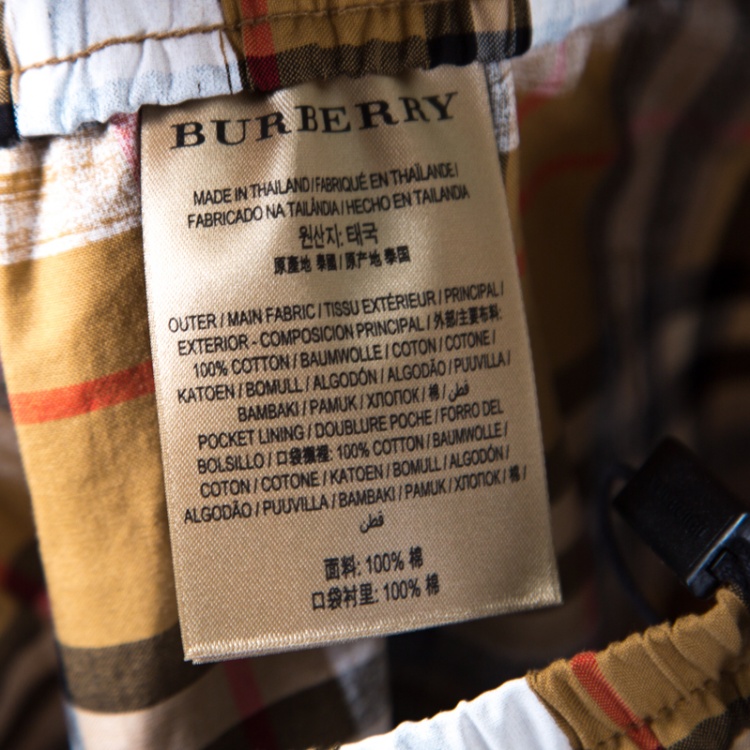 BURBERRY
MADE IN THAILAND / FABRIQUÉ EN THAÏLANDE /
FABRICADO NA TAILÂNDIA / HECHO EN TAILANDIA
원산지: 태국
原產地 泰國 / 原产地 泰國
OUTER / MAIN FABRIC / TISSU EXTÉRIEUR / PRINCIPAL /
EXTERIOR - COMPOSICION PRINCIPAL / 外部/主要布料:
100% COTTON / BAUMWOLLE / COTON / COTONE /
KATOEN / BOMULL / ALGODÓN / ALGODÃO / PUUVILLA /
BAMBAKI / PAMUK / ХЛОПОК / 棉 / قطن
POCKET LINING / DOUBLURE POCHE / FORRO DEL
BOLSILLO / 口袋襯裡: 100% COTTON / BAUMWOLLE /
COTON / COTONE / KATOEN / BOMULL / ALGODÓN /
ALGODÃO / PUUVILLA / BAMBAKI / PAMUK / ХЛОПОК / 棉 /
قطن
面料: 100% 棉
口袋衬里: 100% 棉